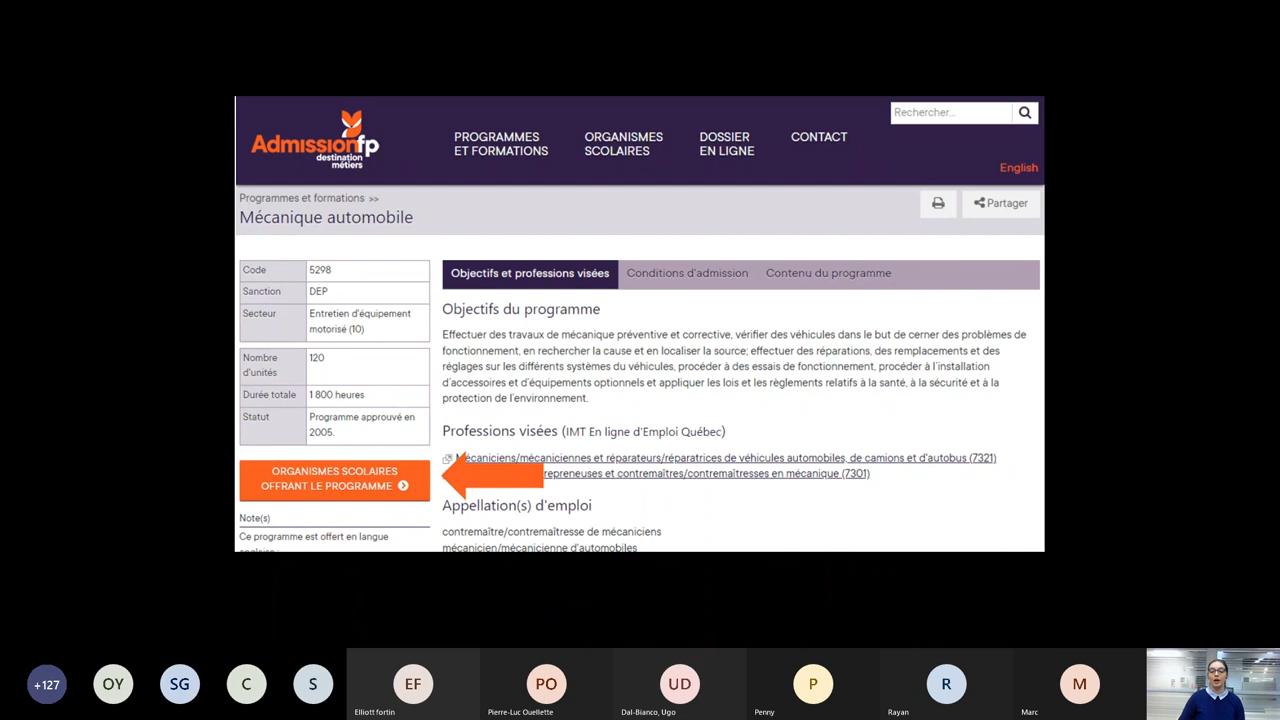 Admissionfp
destination
métiers
PROGRAMMES
ET FORMATIONS
ORGANISMES
SCOLAIRES
DOSSIER
EN LIGNE
CONTACT
Rechercher...
English
Programmes et formations >>
Mécanique automobile
Partager
Code 5298
Sanction DEP
Secteur Entretien d'équipement
motorisé (10)
Nombre 120
d'unités
Durée totale 1 800 heures
Statut Programme approuvé en
2005.
ORGANISMES SCOLAIRES
OFFRANT LE PROGRAMME
Note(s)
Ce programme est offert en langue
Objectifs et professions visées
Conditions d'admission
Contenu du programme
Objectifs du programme
Effectuer des travaux de mécanique préventive et corrective, vérifier des véhicules dans le but de cerner des problèmes de
fonctionnement, en rechercher la cause et en localiser la source; effectuer des réparations, des remplacements et des
réglages sur les différents systèmes du véhicules, procéder à des essais de fonctionnement, procéder à l'installation
d'accessoires et d'équipements optionnels et appliquer les lois et les règlements relatifs à la santé, à la sécurité et à la
protection de l'environnement.
Professions visées (IMT En ligne d'Emploi Québec)
Mécaniciens/mécaniciennes et réparateurs/réparatrices de véhicules automobiles, de camions et d'autobus (7321)
repreneuses et contremaîtres/contremaîtresses en mécanique (7301)
Appellation(s) d'emploi
contremaître/contremaîtresse de mécaniciens
mécanicien/mécanicienne d'automobiles
+127
OY
SG
C
S
EF
Elliott fortin
PO
Pierre-Luc Ouellette
UD
Dal-Bianco, Ugo
P
Penny
R
Rayan
M
Marc